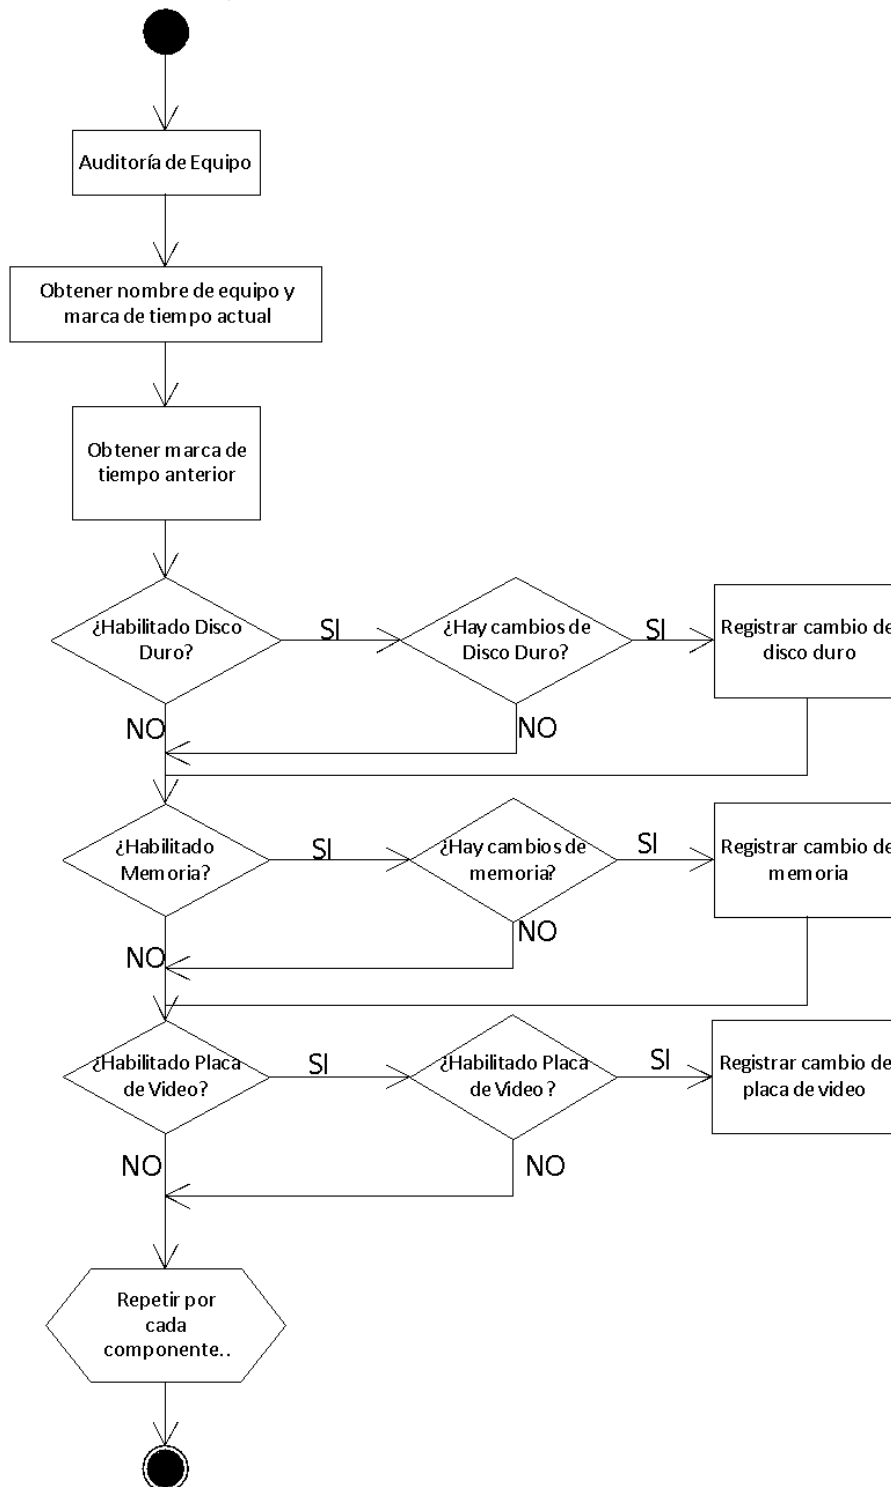 Auditoría de Equipo
Obtener nombre de equipo y
marca de tiempo actual
Obtener marca de
tiempo anterior
¿Habilitado Disco
Duro?
SI
¿Hay cambios de
Disco Duro?
SI
Registrar cambio de
disco duro
NO
NO
¿Habilitado
Memoria?
SI
¿Hay cambios de
memoria?
SI
Registrar cambio de
memoria
NO
NO
¿Habilitado Placa
de Video?
SI
¿Habilitado Placa
de Video?
SI
Registrar cambio de
placa de video
NO
NO
Repetir por
cada
componente..